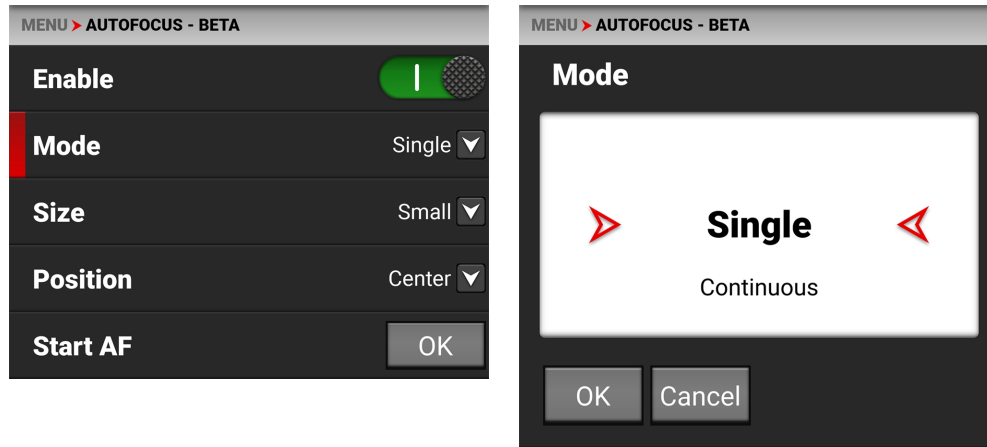 MENU > AUTOFOCUS - BETA
Enable
Mode Single
Size Small
Position Center
Start AF OK
MENU > AUTOFOCUS - BETA
Mode
Single
Continuous
OK Cancel